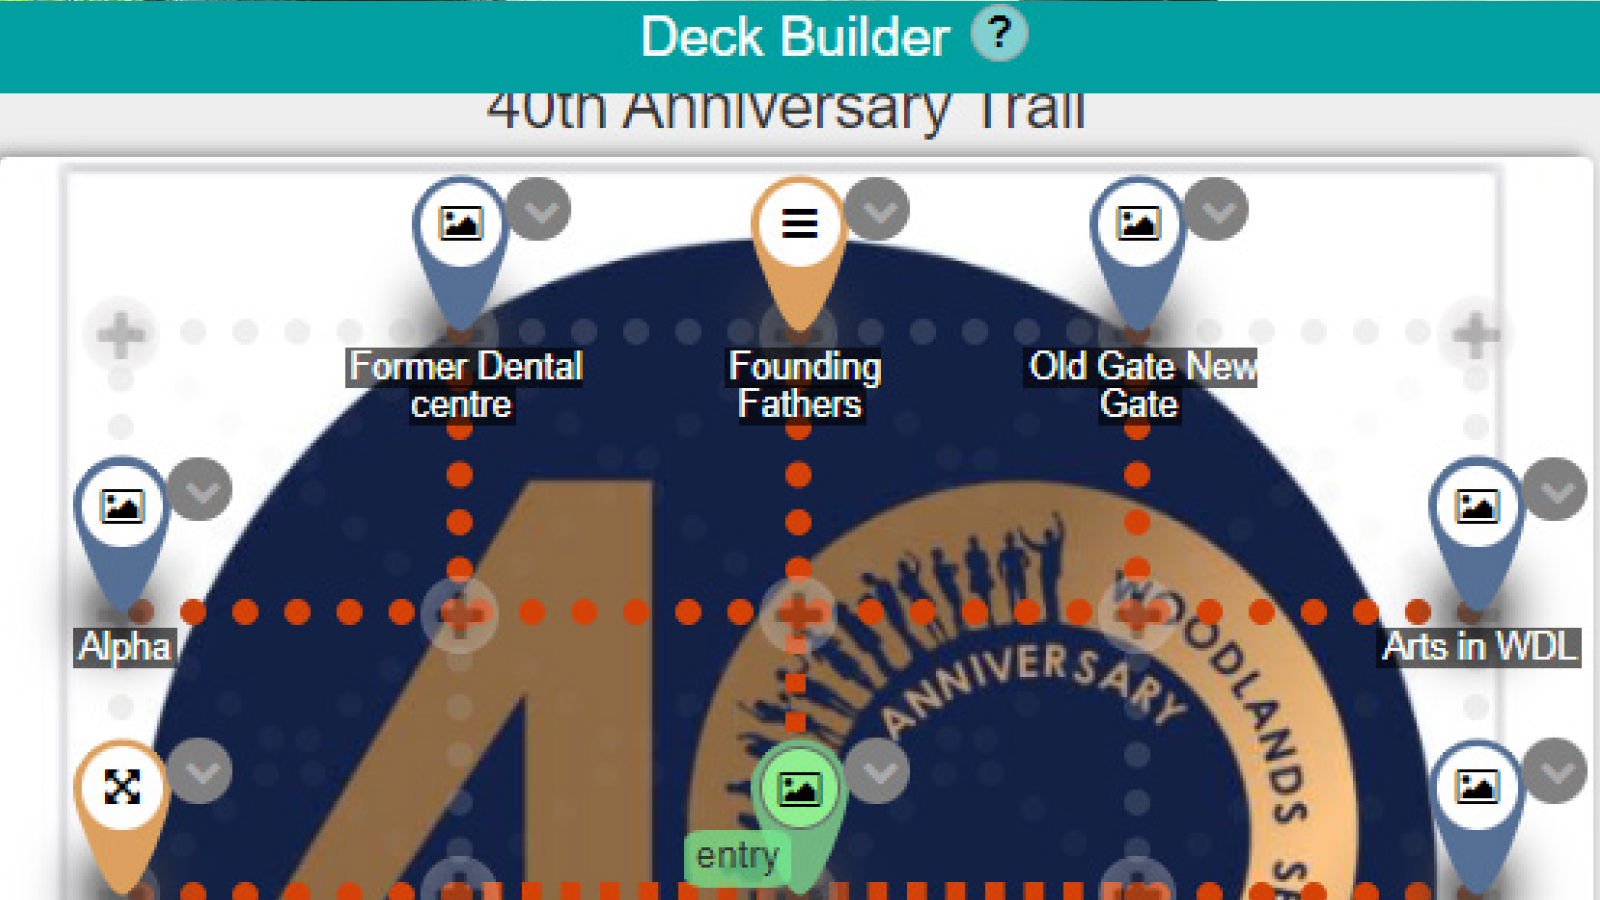 Deck Builder ?
40th Anniversary Trail
Former Dental
centre
Founding
Fathers
Old Gate New
Gate
Alpha
Arts in WDL
ANNIVERSARY
WOODLANDS
entry